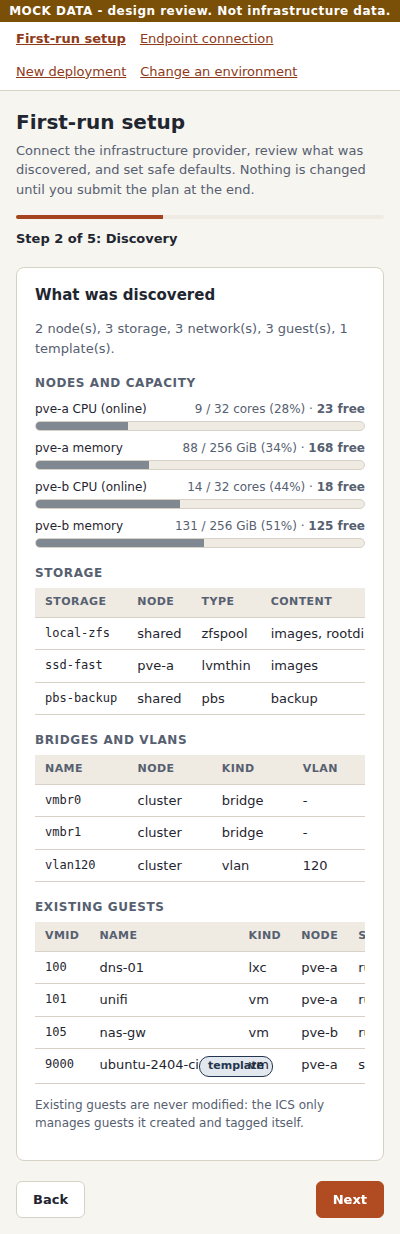 MOCK DATA - design review. Not infrastructure data.
First-run setup Endpoint connection
New deployment Change an environment
First-run setup
Connect the infrastructure provider, review what was
discovered, and set safe defaults. Nothing is changed
until you submit the plan at the end.
Step 2 of 5: Discovery
What was discovered
2 node(s), 3 storage, 3 network(s), 3 guest(s), 1
template(s).
NODES AND CAPACITY
pve-a CPU (online) 9 / 32 cores (28%) · 23 free
pve-a memory 88 / 256 GiB (34%) · 168 free
pve-b CPU (online) 14 / 32 cores (44%) · 18 free
pve-b memory 131 / 256 GiB (51%) · 125 free
STORAGE
STORAGE NODE TYPE CONTENT
local-zfs shared zfspool images, rootdi
ssd-fast pve-a lvmthin images
pbs-backup shared pbs backup
BRIDGES AND VLANS
NAME NODE KIND VLAN
vmbr0 cluster bridge -
vmbr1 cluster bridge -
vlan120 cluster vlan 120
EXISTING GUESTS
VMID NAME KIND NODE
100 dns-01 lxc pve-a
101 unifi vm pve-a
105 nas-gw vm pve-b
9000 ubuntu-2404-ci template vm pve-a
Existing guests are never modified: the ICS only
manages guests it created and tagged itself.
Back Next